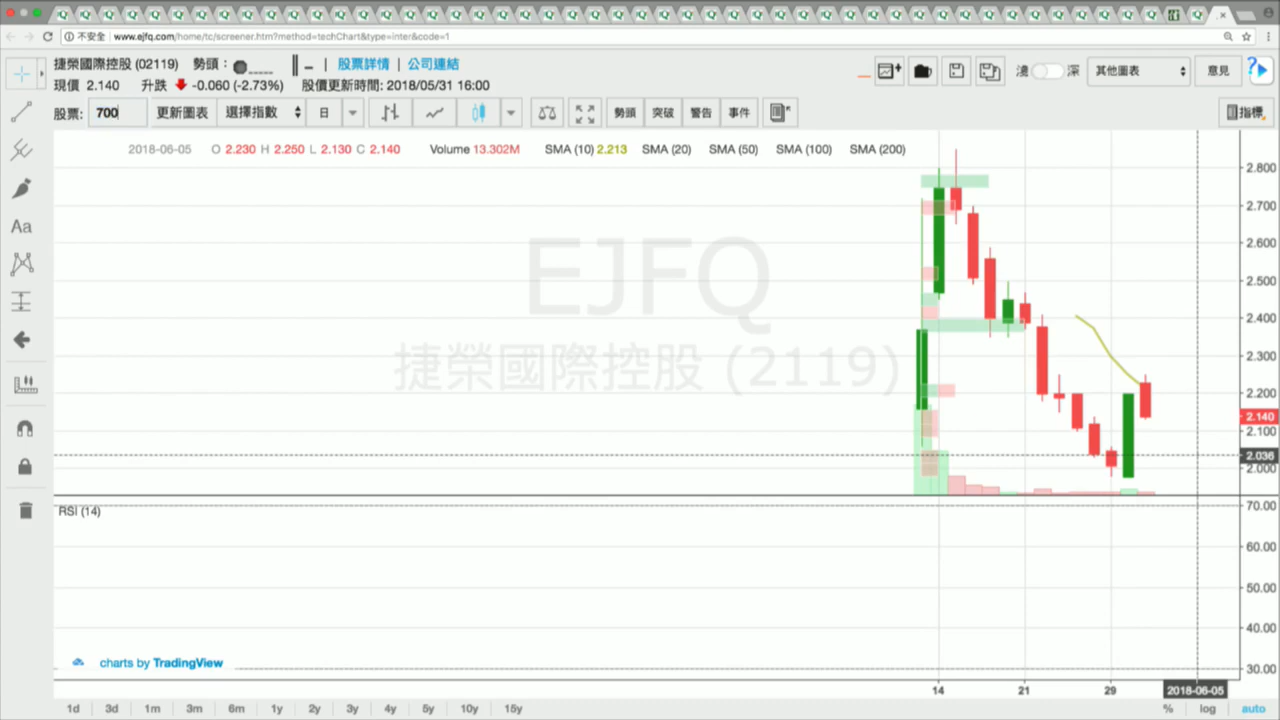 不安全 www.ejfq.com/home/tc/screener.htm?method=techChart&type=inter&code=1
捷榮國際控股 (02119) 勢頭： 股票詳情 | 公司連結
現價 2.140 升跌 -0.060 (-2.73%) 股價更新時間: 2018/05/31 16:00
淺 深 其他圖表 意見
股票: 700 更新圖表 選擇指數 日 勢頭 突破 警告 事件 指標
2018-06-05 O 2.230 H 2.250 L 2.130 C 2.140 Volume 13.302M SMA (10) 2.213 SMA (20) SMA (50) SMA (100) SMA (200)
Aa
EJFQ
捷榮國際控股 (2119)
2.800
2.700
2.600
2.500
2.400
2.300
2.200
2.140
2.100
2.036
2.000
RSI (14)
70.00
60.00
50.00
40.00
30.00
charts by TradingView
14 21 29 2018-06-05
1d 3d 1m 3m 6m 1y 2y 3y 4y 5y 10y 15y % log auto